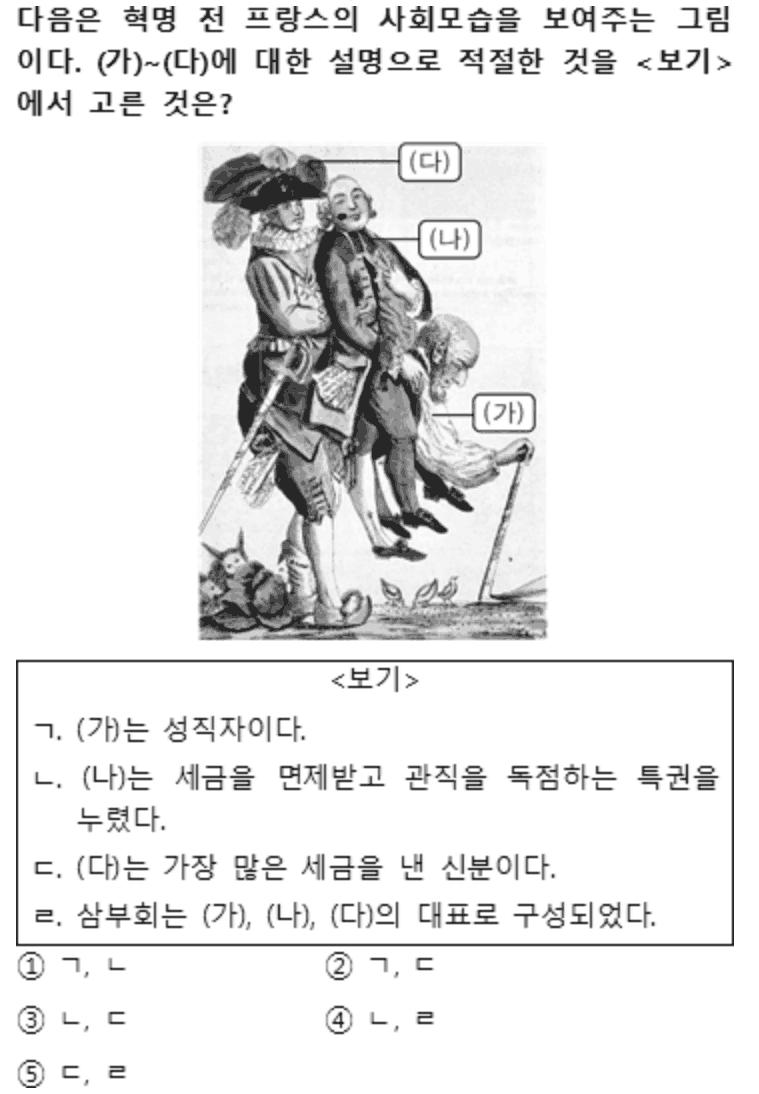 다음은 혁명 전 프랑스의 사회모습을 보여주는 그림
이다. (가)~(다)에 대한 설명으로 적절한 것을 <보기>
에서 고른 것은?
(다)
(나)
(가)
<보기>
ㄱ. (가)는 성직자이다.
ㄴ. (나)는 세금을 면제받고 관직을 독점하는 특권을
누렸다.
ㄷ. (다)는 가장 많은 세금을 낸 신분이다.
ㄹ. 삼부회는 (가), (나), (다)의 대표로 구성되었다.
① ㄱ, ㄴ ② ㄱ, ㄷ
③ ㄴ, ㄷ ④ ㄴ, ㄹ
⑤ ㄷ, ㄹ